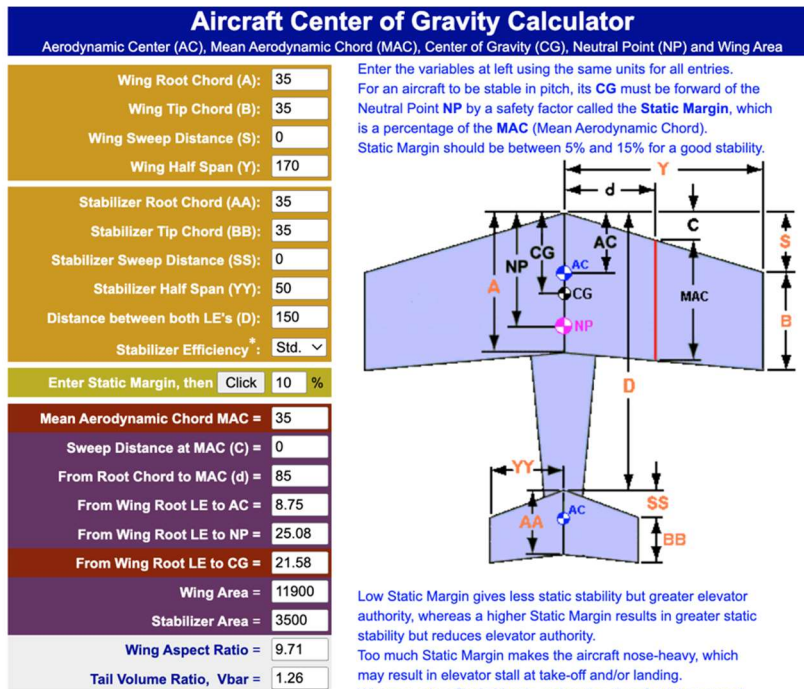 Aircraft Center of Gravity Calculator
Aerodynamic Center (AC), Mean Aerodynamic Chord (MAC), Center of Gravity (CG), Neutral Point (NP) and Wing Area
Wing Root Chord (A): 35
Wing Tip Chord (B): 35
Wing Sweep Distance (S): 0
Wing Half Span (Y): 170
Stabilizer Root Chord (AA): 35
Stabilizer Tip Chord (BB): 35
Stabilizer Sweep Distance (SS): 0
Stabilizer Half Span (YY): 50
Distance between both LE's (D): 150
Stabilizer Efficiency*: Std.
Enter Static Margin, then Click 10 %
Mean Aerodynamic Chord MAC = 35
Sweep Distance at MAC (C) = 0
From Root Chord to MAC (d) = 85
From Wing Root LE to AC = 8.75
From Wing Root LE to NP = 25.08
From Wing Root LE to CG = 21.58
Wing Area = 11900
Stabilizer Area = 3500
Wing Aspect Ratio = 9.71
Tail Volume Ratio, Vbar = 1.26
Enter the variables at left using the same units for all entries.
For an aircraft to be stable in pitch, its CG must be forward of the
Neutral Point NP by a safety factor called the Static Margin, which
is a percentage of the MAC (Mean Aerodynamic Chord).
Static Margin should be between 5% and 15% for a good stability.
Y
d
C
S
AC
CG
NP
A
AC
CG
NP
MAC
B
D
YY
SS
AA
AC
BB
Low Static Margin gives less static stability but greater elevator
authority, whereas a higher Static Margin results in greater static
stability but reduces elevator authority.
Too much Static Margin makes the aircraft nose-heavy, which
may result in elevator stall at take-off and/or landing.